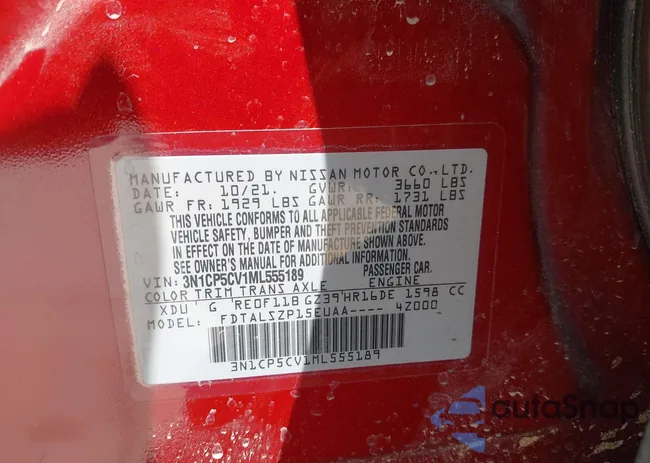 MANUFACTURED BY NISSAN MOTOR CO.,LTD.
DATE: 10/21. GVWR: 3660 LBS
GAWR FR: 1929 LBS GAWR RR: 1731 LBS
THIS VEHICLE CONFORMS TO ALL APPLICABLE FEDERAL MOTOR
VEHICLE SAFETY, BUMPER AND THEFT PREVENTION STANDARDS
IN EFFECT ON THE DATE OF MANUFACTURE SHOWN ABOVE.
SEE OWNER'S MANUAL FOR ADDITIONAL INFORMATION
VIN: 3N1CP5CV1ML555189 PASSENGER CAR.
COLOR TRIM TRANS AXLE ENGINE
XDU G RE0F11B GZ39 HR16DE 1598 CC
MODEL: FDTALSZP15EUAA---- 4Z000
3N1CP5CV1ML555189
autoSnap